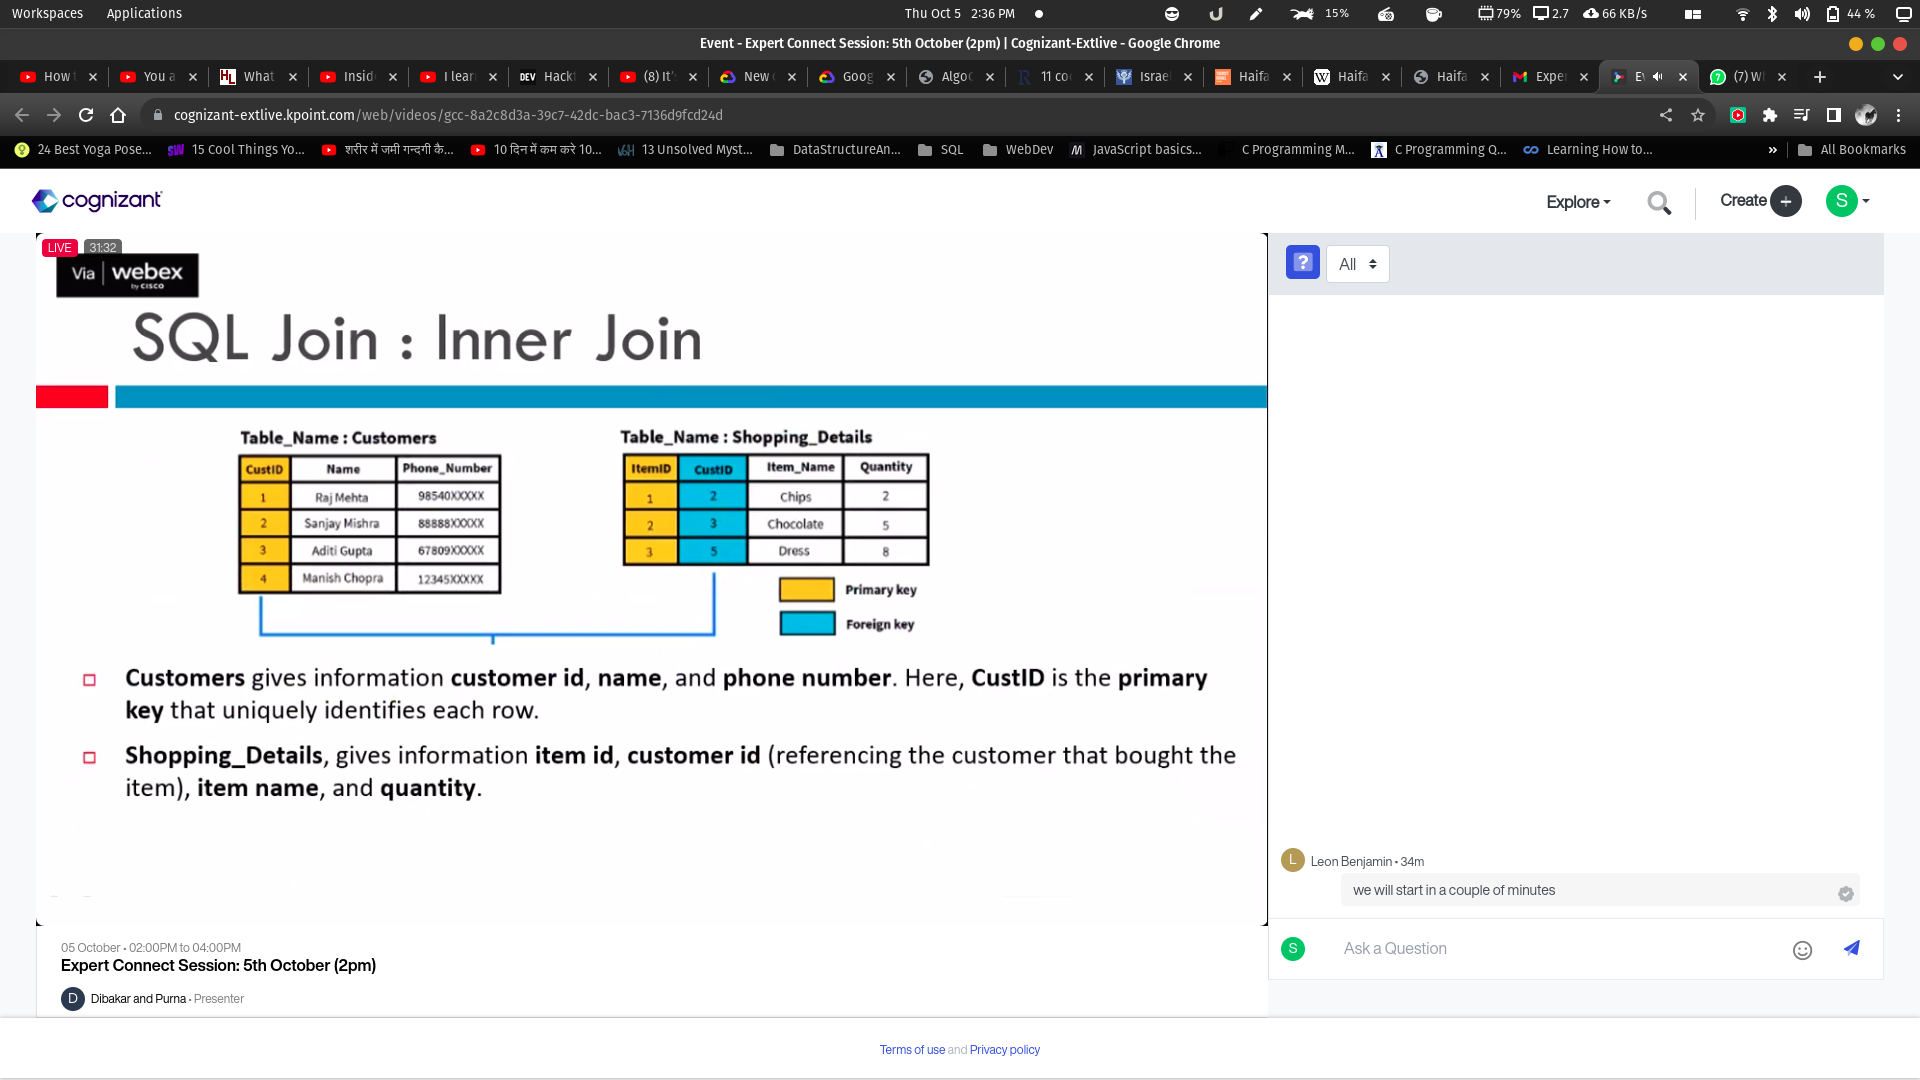 Workspaces Applications Thu Oct 5 2:36 PM 15% 79% 2.7 66 KB/s 44 %
Event - Expert Connect Session: 5th October (2pm) | Cognizant-Extlive - Google Chrome
How You a What Insid I lear DEV Hackt (8) It' New Goog AlgoC 11 co Israe Haifa Haifa Haifa Expe (7) W
cognizant-extlive.kpoint.com/web/videos/gcc-8a2c8d3a-39c7-42dc-bac3-7136d9fcd24d
24 Best Yoga Pose... 15 Cool Things Yo... शरीर में जमी गन्दगी कै... 10 दिन में कम करे 10... 13 Unsolved Myst... DataStructureAn... SQL WebDev JavaScript basics... C Programming M... C Programming Q... Learning How to... » All Bookmarks
cognizant Explore Create S
LIVE 31:32
Via webex
by CISCO
? All
SQL Join : Inner Join
Table_Name : Customers
CustID Name Phone_Number
1 Raj Mehta 98540XXXXX
2 Sanjay Mishra 88888XXXXX
3 Aditi Gupta 67809XXXXX
4 Manish Chopra 12345XXXXX
Table_Name : Shopping_Details
ItemID CustID Item_Name Quantity
1 2 Chips 2
2 3 Chocolate 5
3 5 Dress 8
Primary key
Foreign key
Customers gives information customer id, name, and phone number. Here, CustID is the primary
key that uniquely identifies each row.
Shopping_Details, gives information item id, customer id (referencing the customer that bought the
item), item name, and quantity.
L Leon Benjamin • 34m
we will start in a couple of minutes
S Ask a Question
05 October • 02:00PM to 04:00PM
Expert Connect Session: 5th October (2pm)
D Dibakar and Purna • Presenter
Terms of use and Privacy policy